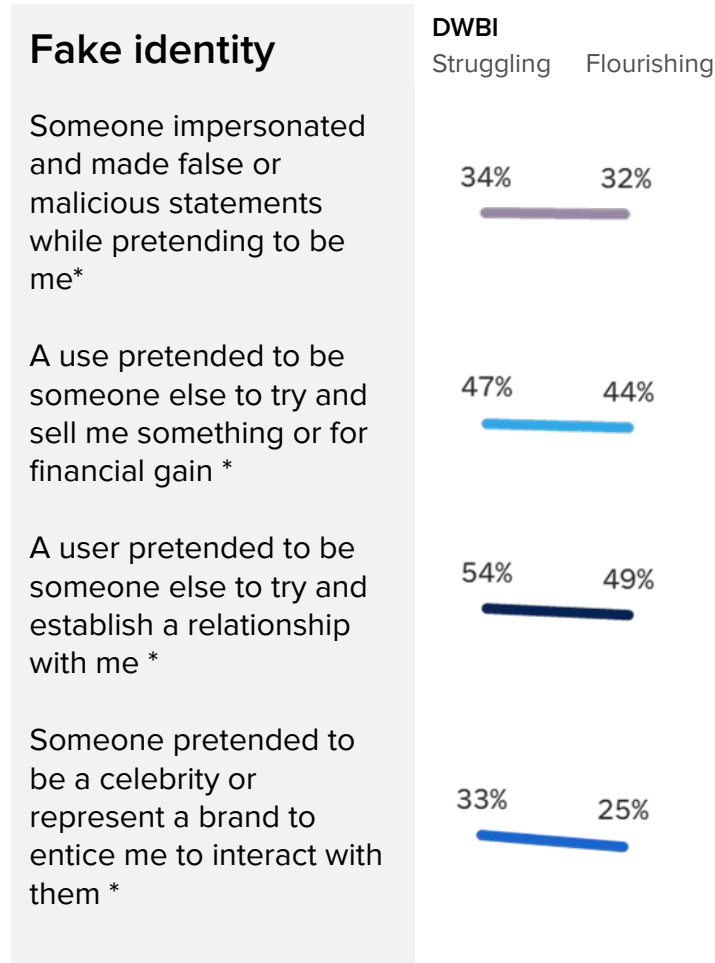 Fake identity
DWBI
Struggling Flourishing
Someone impersonated
and made false or
malicious statements
while pretending to be
me*
34% 32%
A use pretended to be
someone else to try and
sell me something or for
financial gain *
47% 44%
A user pretended to be
someone else to try and
establish a relationship
with me *
54% 49%
Someone pretended to
be a celebrity or
represent a brand to
entice me to interact with
them *
33% 25%